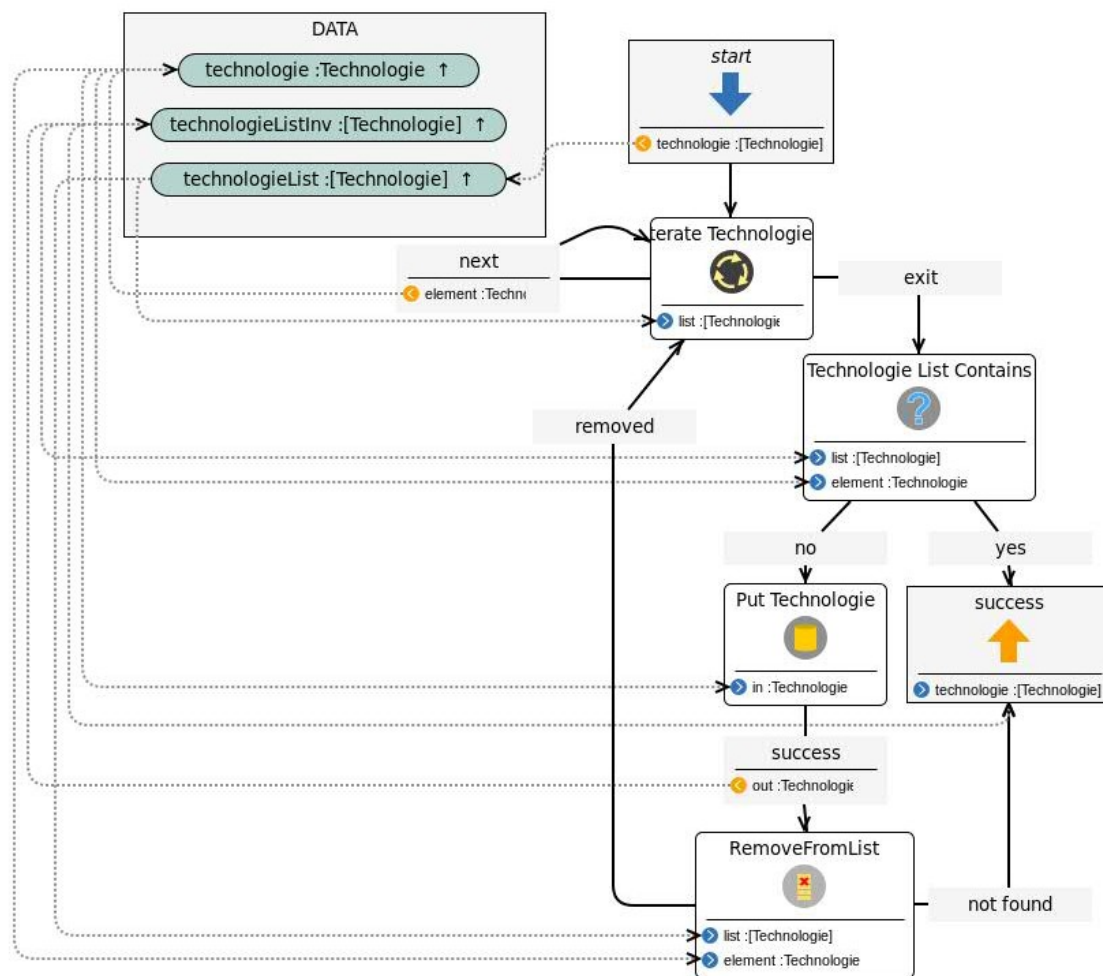 DATA
technologie :Technologie ↑
technologieListInv :[Technologie] ↑
technologieList :[Technologie] ↑
start
technologie :[Technologie]
terate Technologie
list :[Technologie
next
element :Techno
exit
Technologie List Contains
?
list :[Technologie]
element :Technologie
removed
no
yes
Put Technologie
in :Technologie
success
technologie :[Technologie]
success
out :Technologie
RemoveFromList
list :[Technologie]
element :Technologie
not found